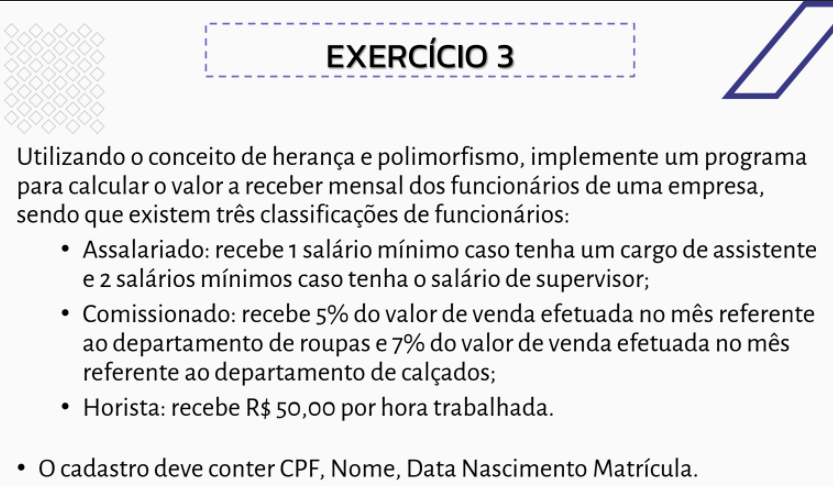 EXERCÍCIO 3
Utilizando o conceito de herança e polimorfismo, implemente um programa
para calcular o valor a receber mensal dos funcionários de uma empresa,
sendo que existem três classificações de funcionários:
• Assalariado: recebe 1 salário mínimo caso tenha um cargo de assistente
e 2 salários mínimos caso tenha o salário de supervisor;
• Comissionado: recebe 5% do valor de venda efetuada no mês referente
ao departamento de roupas e 7% do valor de venda efetuada no mês
referente ao departamento de calçados;
• Horista: recebe R$ 50,00 por hora trabalhada.
• O cadastro deve conter CPF, Nome, Data Nascimento Matrícula.